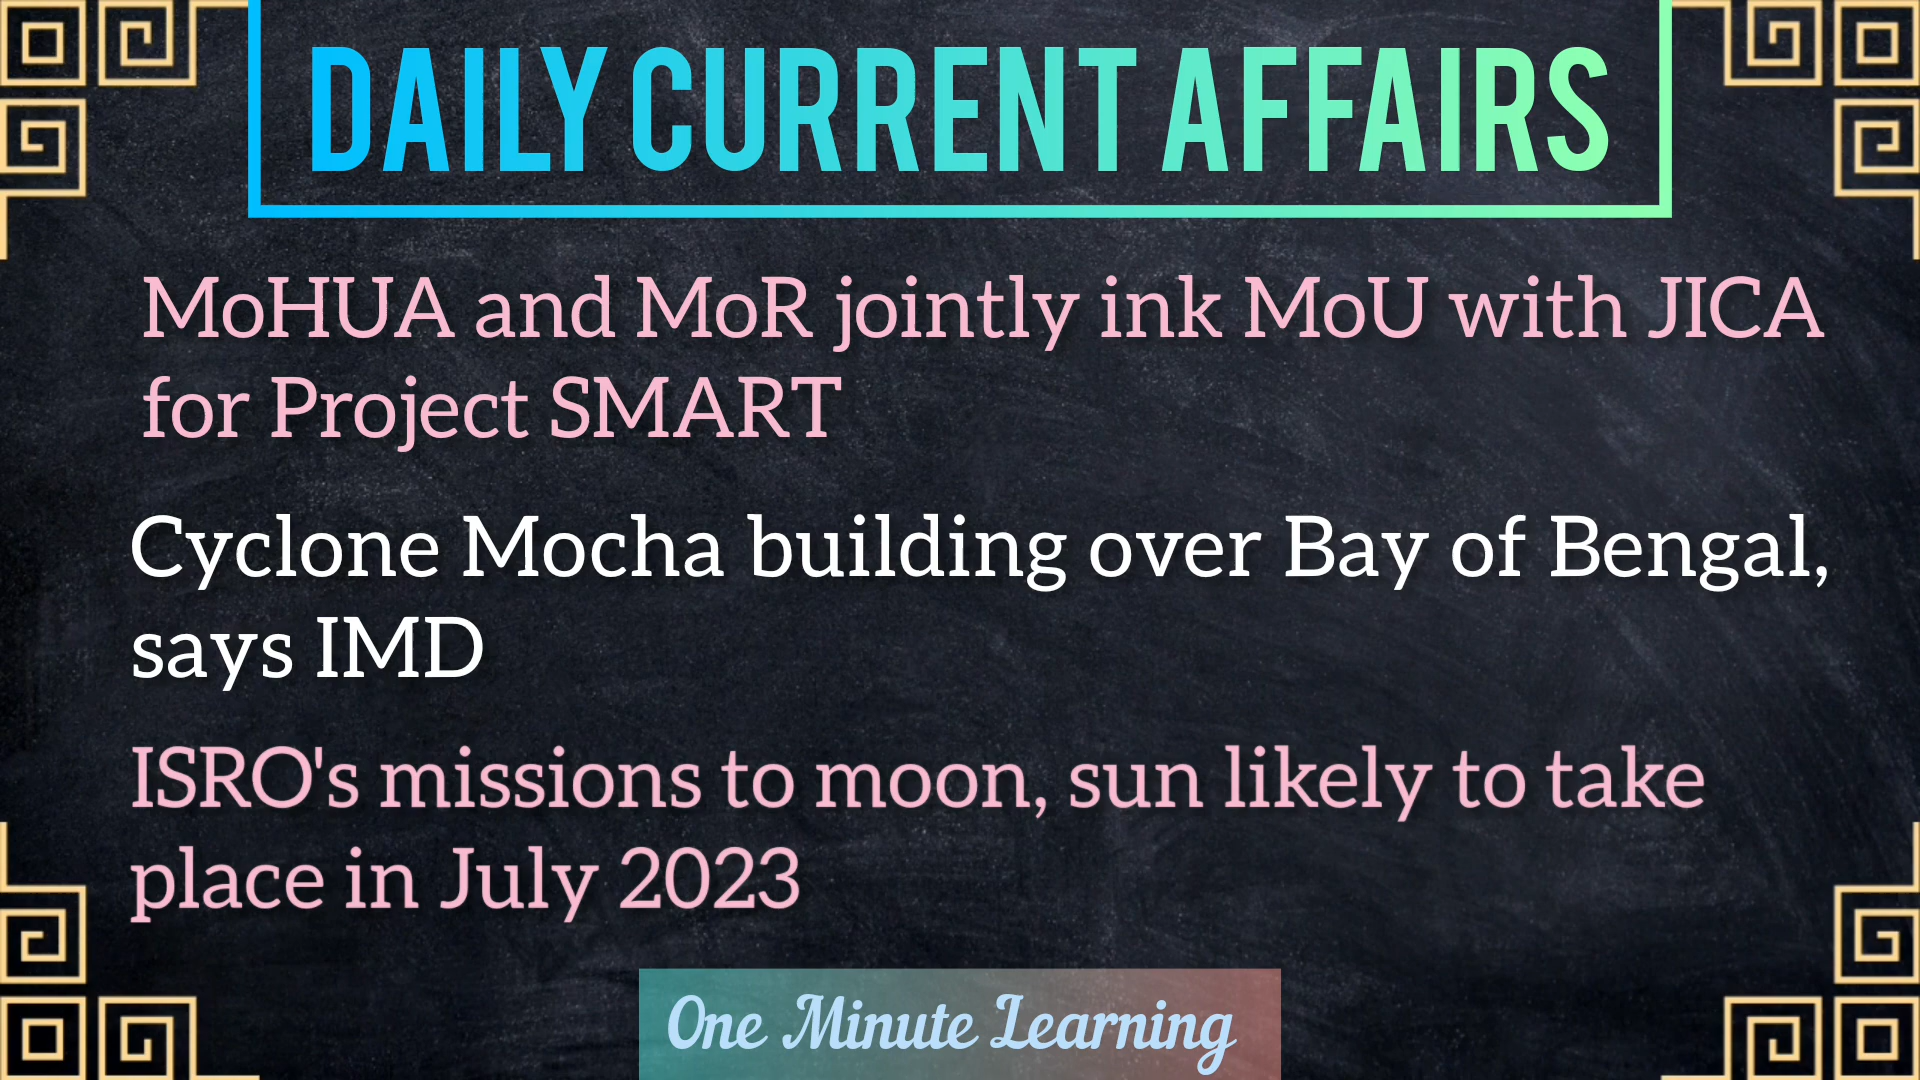 DAILY CURRENT AFFAIRS
MoHUA and MoR jointly ink MoU with JICA
for Project SMART
Cyclone Mocha building over Bay of Bengal,
says IMD
ISRO's missions to moon, sun likely to take
place in July 2023
One Minute Learning